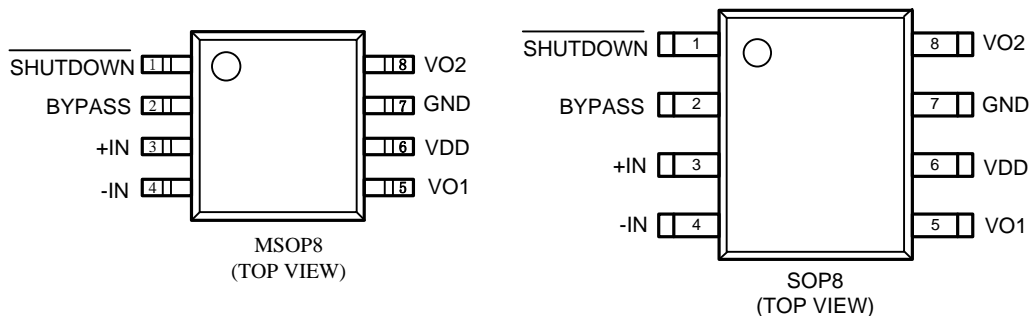 SHUTDOWN 1 8 VO2
BYPASS 2 7 GND
+IN 3 6 VDD
-IN 4 5 VO1
MSOP8
(TOP VIEW)
SHUTDOWN 1 8 VO2
BYPASS 2 7 GND
+IN 3 6 VDD
-IN 4 5 VO1
SOP8
(TOP VIEW)